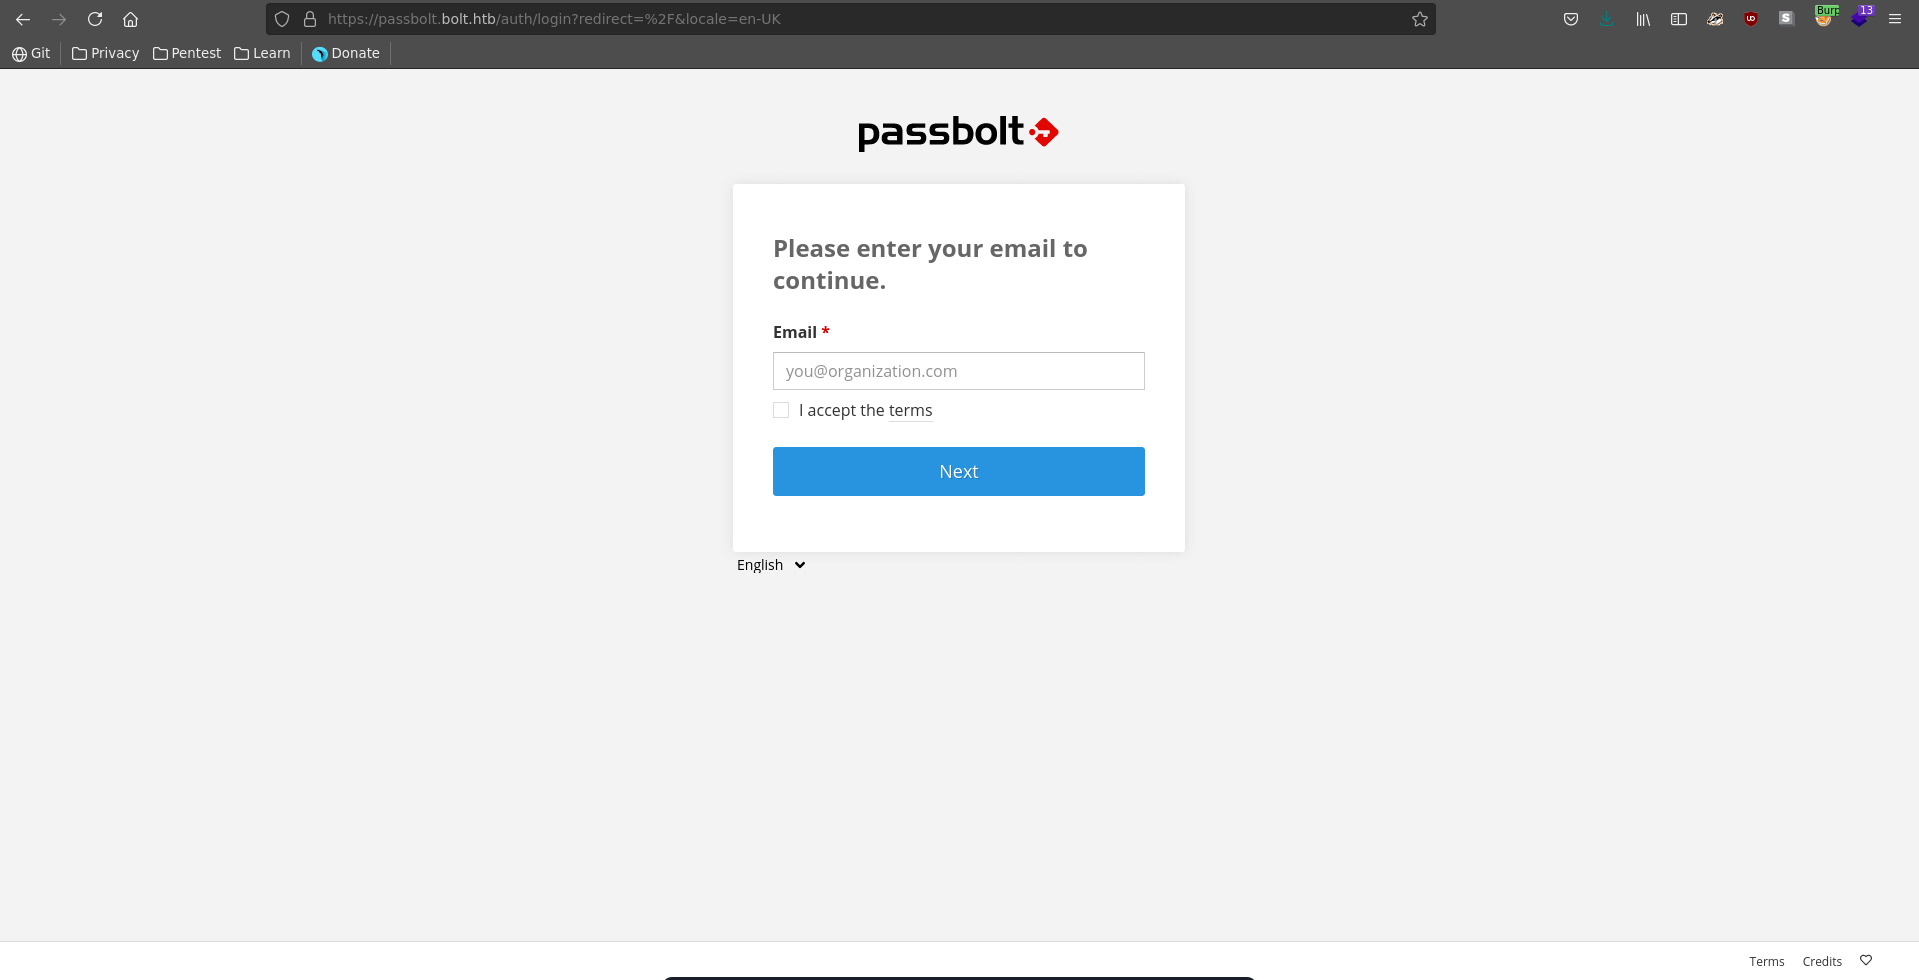 https://passbolt.bolt.htb/auth/login?redirect=%2F&locale=en-UK
S Burp 13
Git Privacy Pentest Learn Donate
passbolt
Please enter your email to
continue.
Email *
you@organization.com
I accept the terms
Next
English
Terms Credits